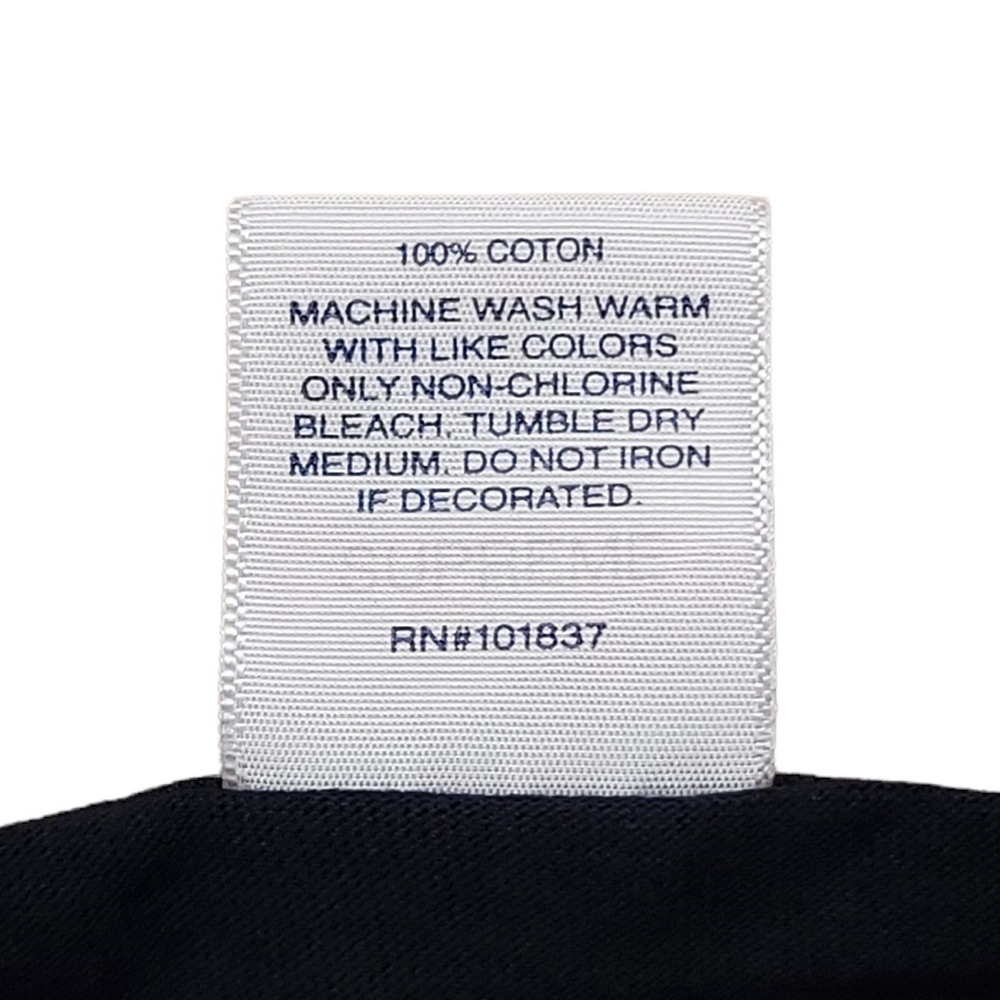 100% COTON
MACHINE WASH WARM
WITH LIKE COLORS
ONLY NON-CHLORINE
BLEACH. TUMBLE DRY
MEDIUM. DO NOT IRON
IF DECORATED.
SUPREME
RN#101837